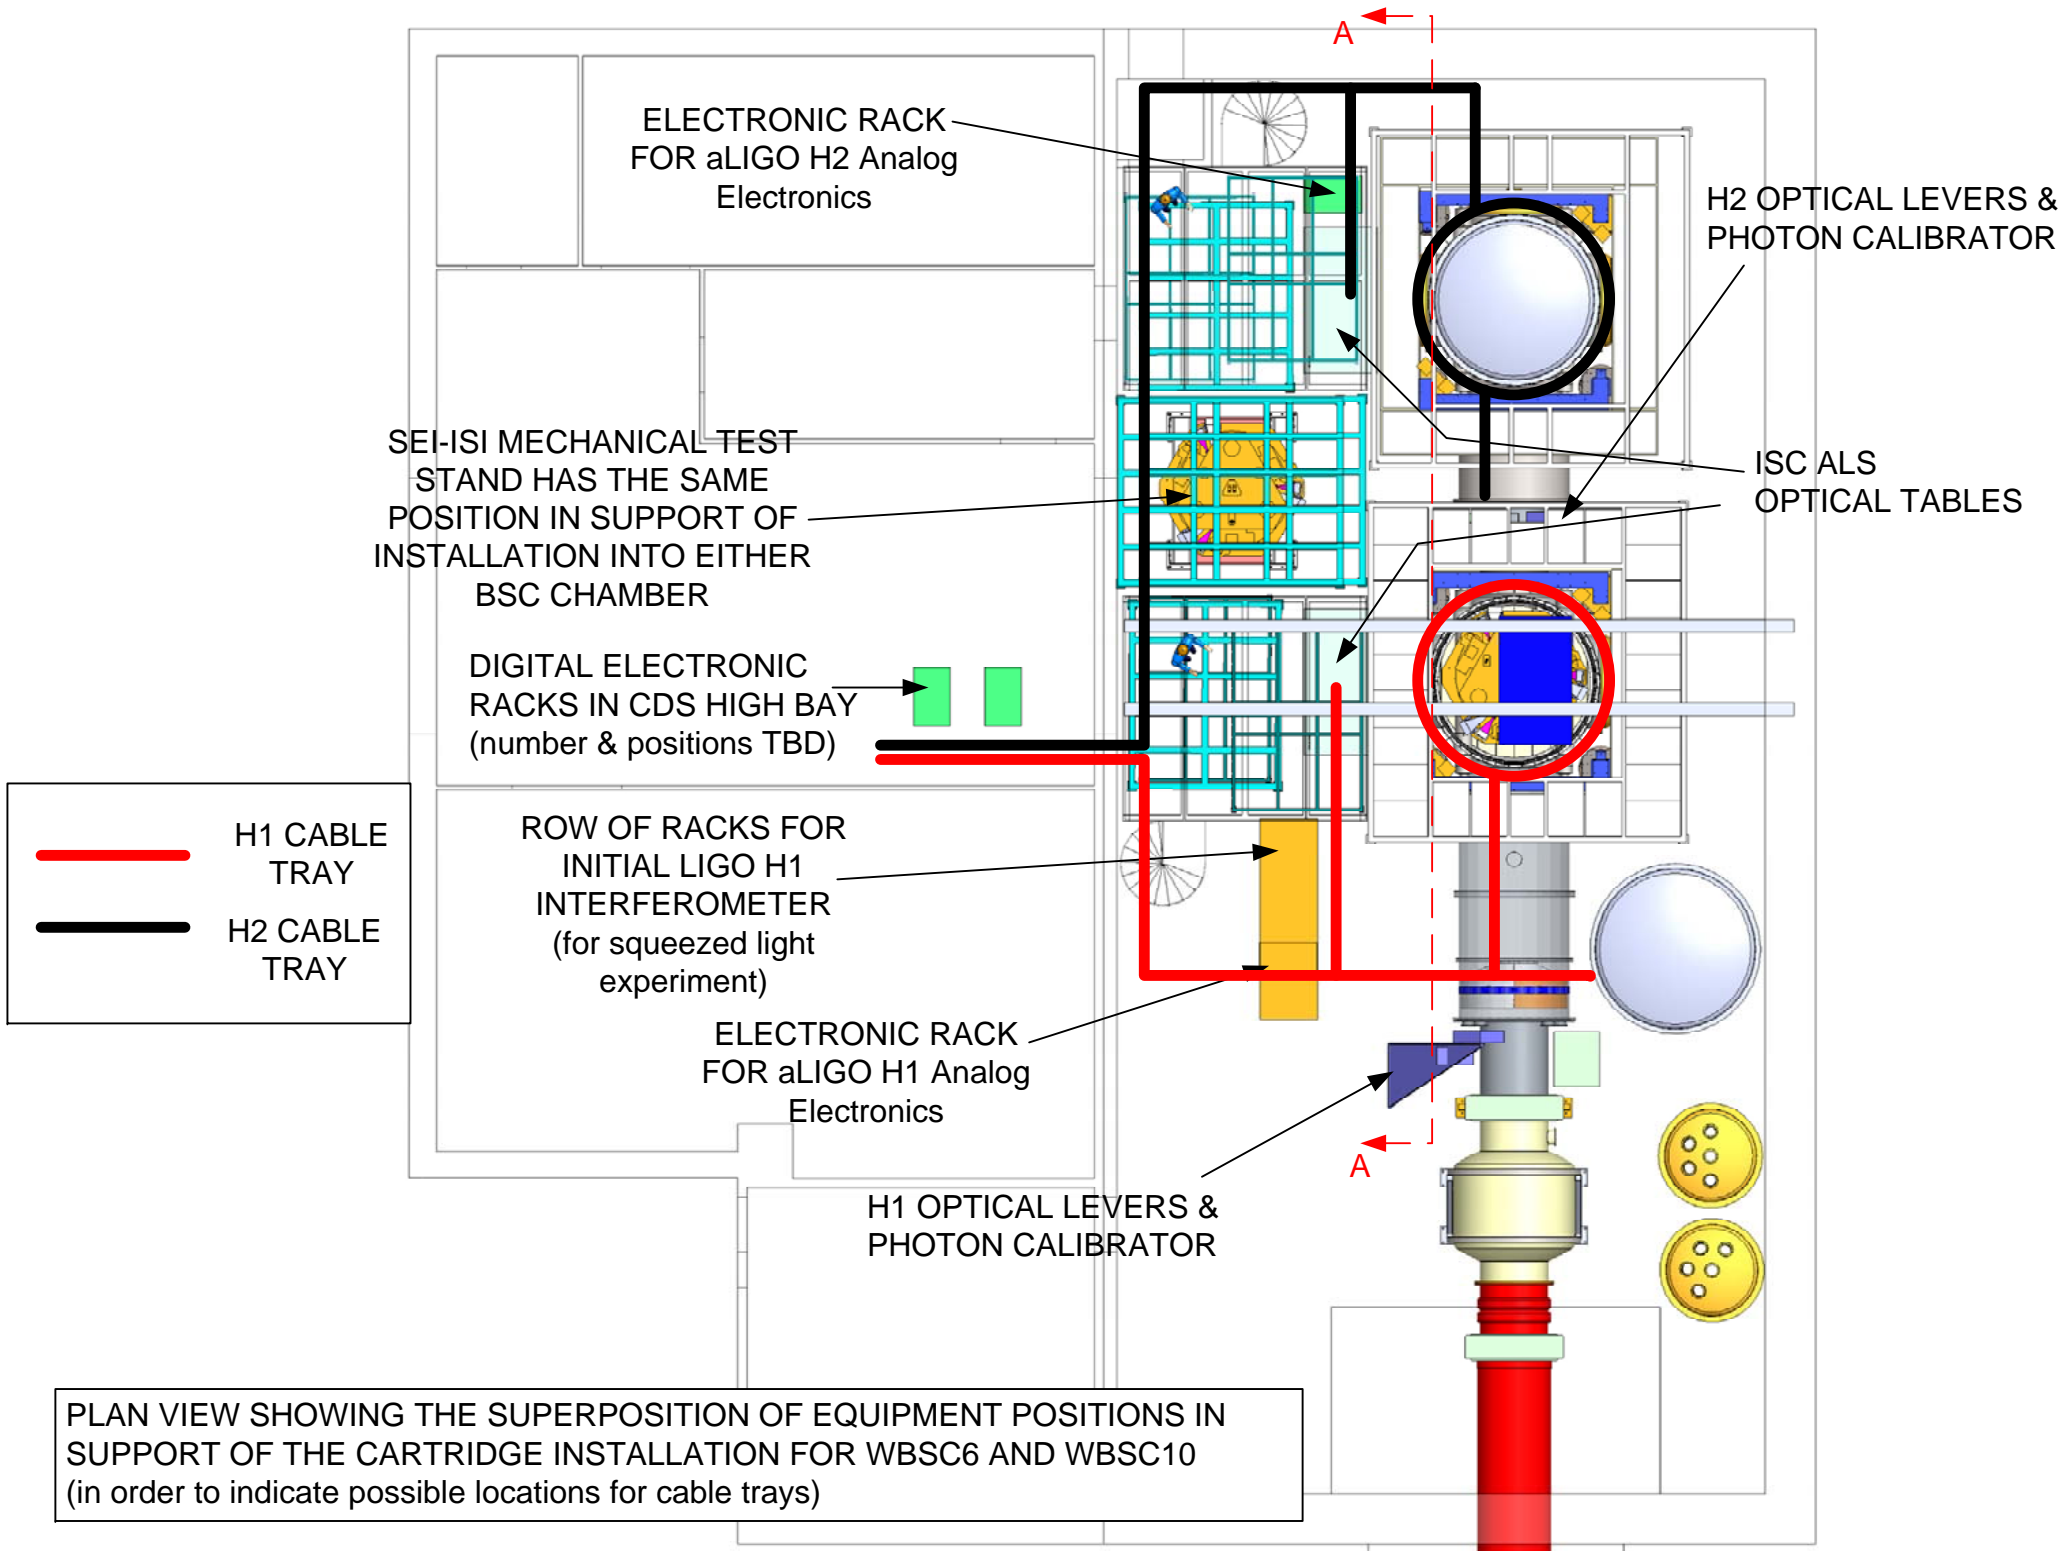 A
ELECTRONIC RACK
FOR aLIGO H2 Analog
Electronics
H2 OPTICAL LEVERS &
PHOTON CALIBRATOR
SEI-ISI MECHANICAL TEST
STAND HAS THE SAME
POSITION IN SUPPORT OF
INSTALLATION INTO EITHER
BSC CHAMBER
ISC ALS
OPTICAL TABLES
DIGITAL ELECTRONIC
RACKS IN CDS HIGH BAY
(number & positions TBD)
H1 CABLE
TRAY
H2 CABLE
TRAY
ROW OF RACKS FOR
INITIAL LIGO H1
INTERFEROMETER
(for squeezed light
experiment)
ELECTRONIC RACK
FOR aLIGO H1 Analog
Electronics
A
H1 OPTICAL LEVERS &
PHOTON CALIBRATOR
PLAN VIEW SHOWING THE SUPERPOSITION OF EQUIPMENT POSITIONS IN
SUPPORT OF THE CARTRIDGE INSTALLATION FOR WBSC6 AND WBSC10
(in order to indicate possible locations for cable trays)